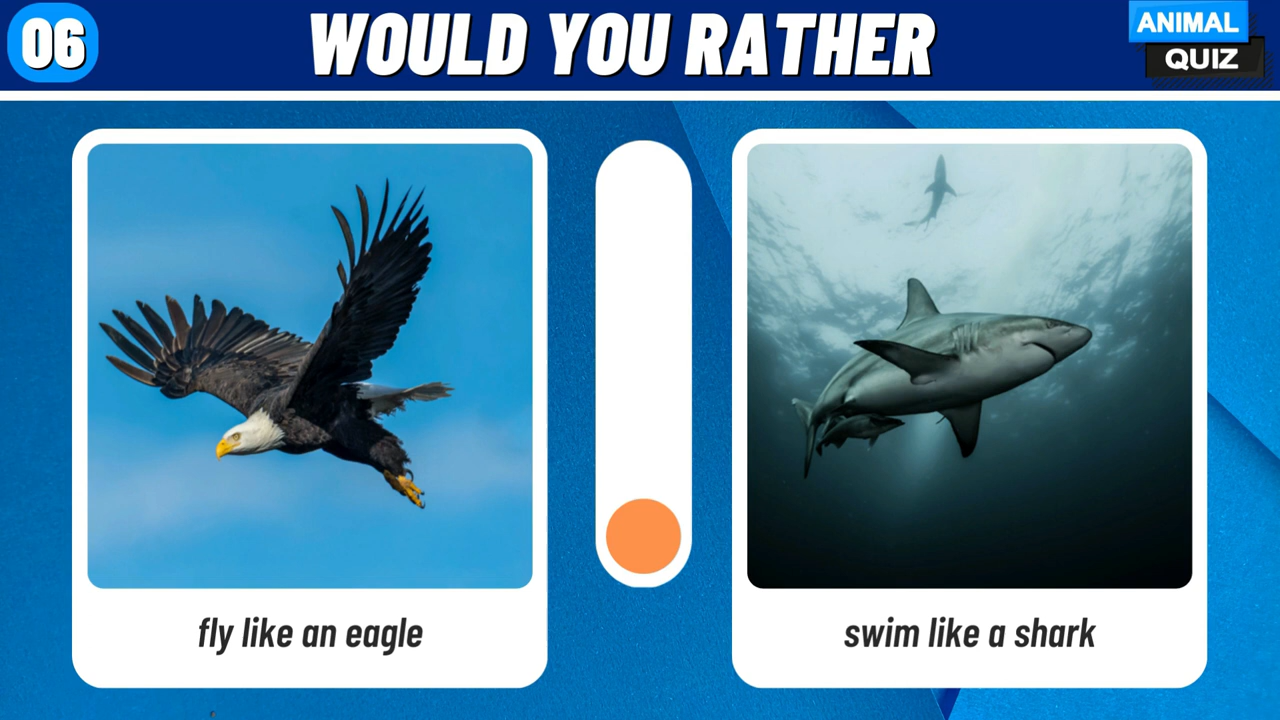 06
WOULD YOU RATHER
ANIMAL
QUIZ
fly like an eagle
swim like a shark